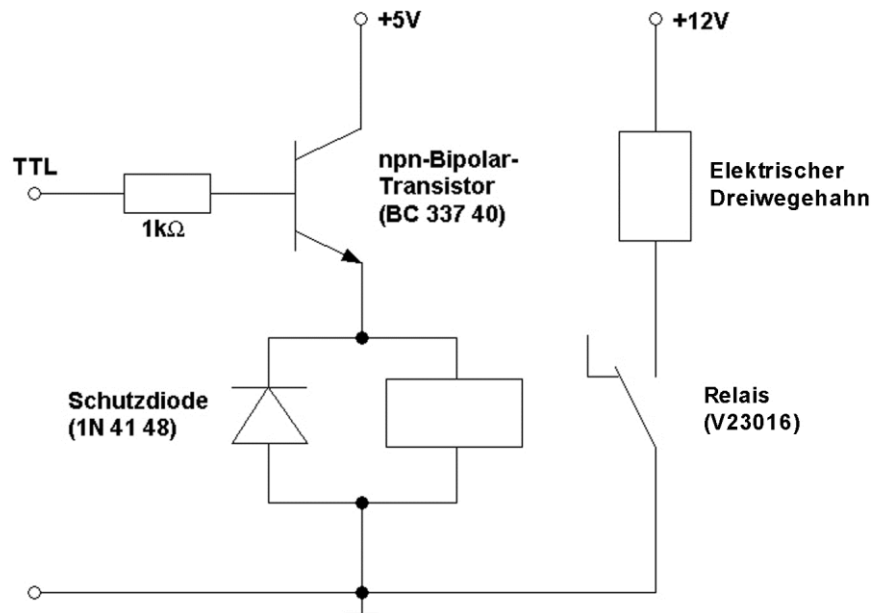 +5V
+12V
TTL
1kΩ
npn-Bipolar-
Transistor
(BC 337 40)
Elektrischer
Dreiwegehahn
Schutzdiode
(1N 41 48)
Relais
(V23016)